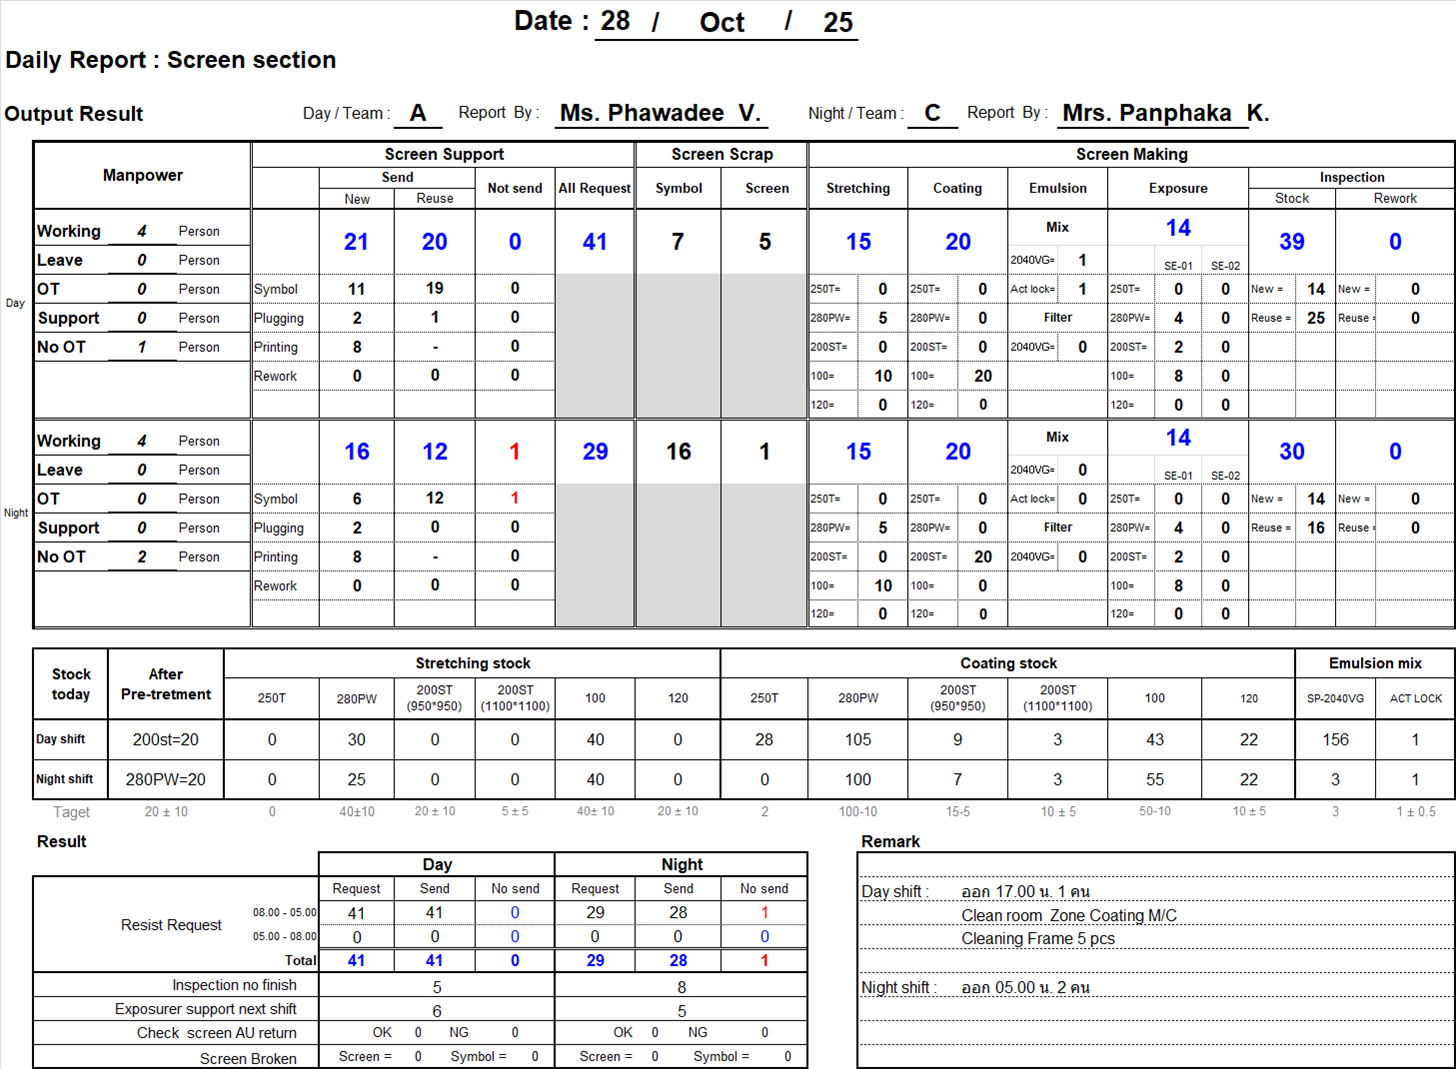 Date : 28 / Oct / 25
Daily Report : Screen section
Output Result Day / Team : A Report By : Ms. Phawadee V. Night / Team : C Report By : Mrs. Panphaka K.
Manpower Screen Support Screen Scrap Screen Making
Send Not send All Request Symbol Screen Stretching Coating Emulsion Exposure Inspection
New Reuse Stock Rework
Day
Working 4 Person 21 20 0 41 7 5 15 20 Mix 14 39 0
Leave 0 Person 2040VG= 1 SE-01 SE-02
OT 0 Person Symbol 11 19 0 250T= 0 250T= 0 Act lock= 1 250T= 0 0 New = 14 New = 0
Support 0 Person Plugging 2 1 0 280PW= 5 280PW= 0 Filter 280PW= 4 0 Reuse = 25 Reuse = 0
No OT 1 Person Printing 8 - 0 200ST= 0 200ST= 0 2040VG= 0 200ST= 2 0
Rework 0 0 0 100= 10 100= 20 100= 8 0
120= 0 120= 0 120= 0 0
Night
Working 4 Person 16 12 1 29 16 1 15 20 Mix 14 30 0
Leave 0 Person 2040VG= 0 SE-01 SE-02
OT 0 Person Symbol 6 12 1 250T= 0 250T= 0 Act lock= 0 250T= 0 0 New = 14 New = 0
Support 0 Person Plugging 2 0 0 280PW= 5 280PW= 0 Filter 280PW= 4 0 Reuse = 16 Reuse = 0
No OT 2 Person Printing 8 - 0 200ST= 0 200ST= 20 2040VG= 0 200ST= 2 0
Rework 0 0 0 100= 10 100= 0 100= 8 0
120= 0 120= 0 120= 0 0
Stock today After Pre-tretment Stretching stock Coating stock Emulsion mix
250T 280PW 200ST (950*950) 200ST (1100*1100) 100 120 250T 280PW 200ST (950*950) 200ST (1100*1100) 100 120 SP-2040VG ACT LOCK
Day shift 200st=20 0 30 0 0 40 0 28 105 9 3 43 22 156 1
Night shift 280PW=20 0 25 0 0 40 0 0 100 7 3 55 22 3 1
Taget 20 ± 10 0 40±10 20 ± 10 5 ± 5 40± 10 20 ± 10 2 100-10 15-5 10 ± 5 50-10 10 ± 5 3 1 ± 0.5
Result
Day Night
Request Send No send Request Send No send
Resist Request 08.00 - 05.00 41 41 0 29 28 1
05.00 - 08.00 0 0 0 0 0 0
Total 41 41 0 29 28 1
Inspection no finish 5 8
Exposurer support next shift 6 5
Check screen AU return OK 0 NG 0 OK 0 NG 0
Screen Broken Screen = 0 Symbol = 0 Screen = 0 Symbol = 0
Remark
Day shift : ออก 17.00 น. 1 คน
Clean room Zone Coating M/C
Cleaning Frame 5 pcs
Night shift : ออก 05.00 น. 2 คน